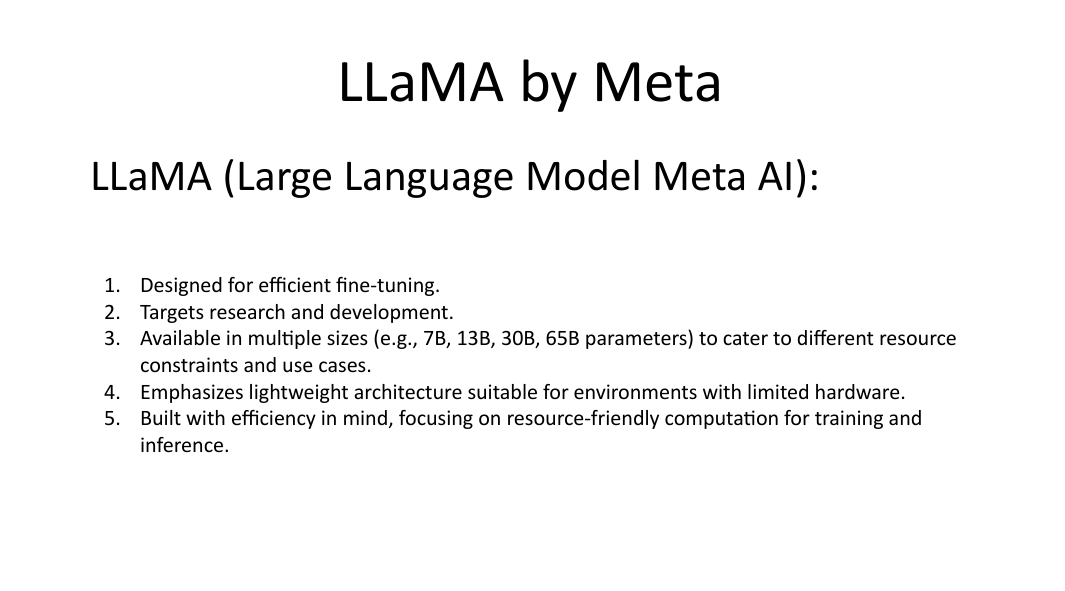 LLaMA by Meta
LLaMA (Large Language Model Meta AI):
1. Designed for efficient fine-tuning.
2. Targets research and development.
3. Available in multiple sizes (e.g., 7B, 13B, 30B, 65B parameters) to cater to different resource
constraints and use cases.
4. Emphasizes lightweight architecture suitable for environments with limited hardware.
5. Built with efficiency in mind, focusing on resource-friendly computation for training and
inference.